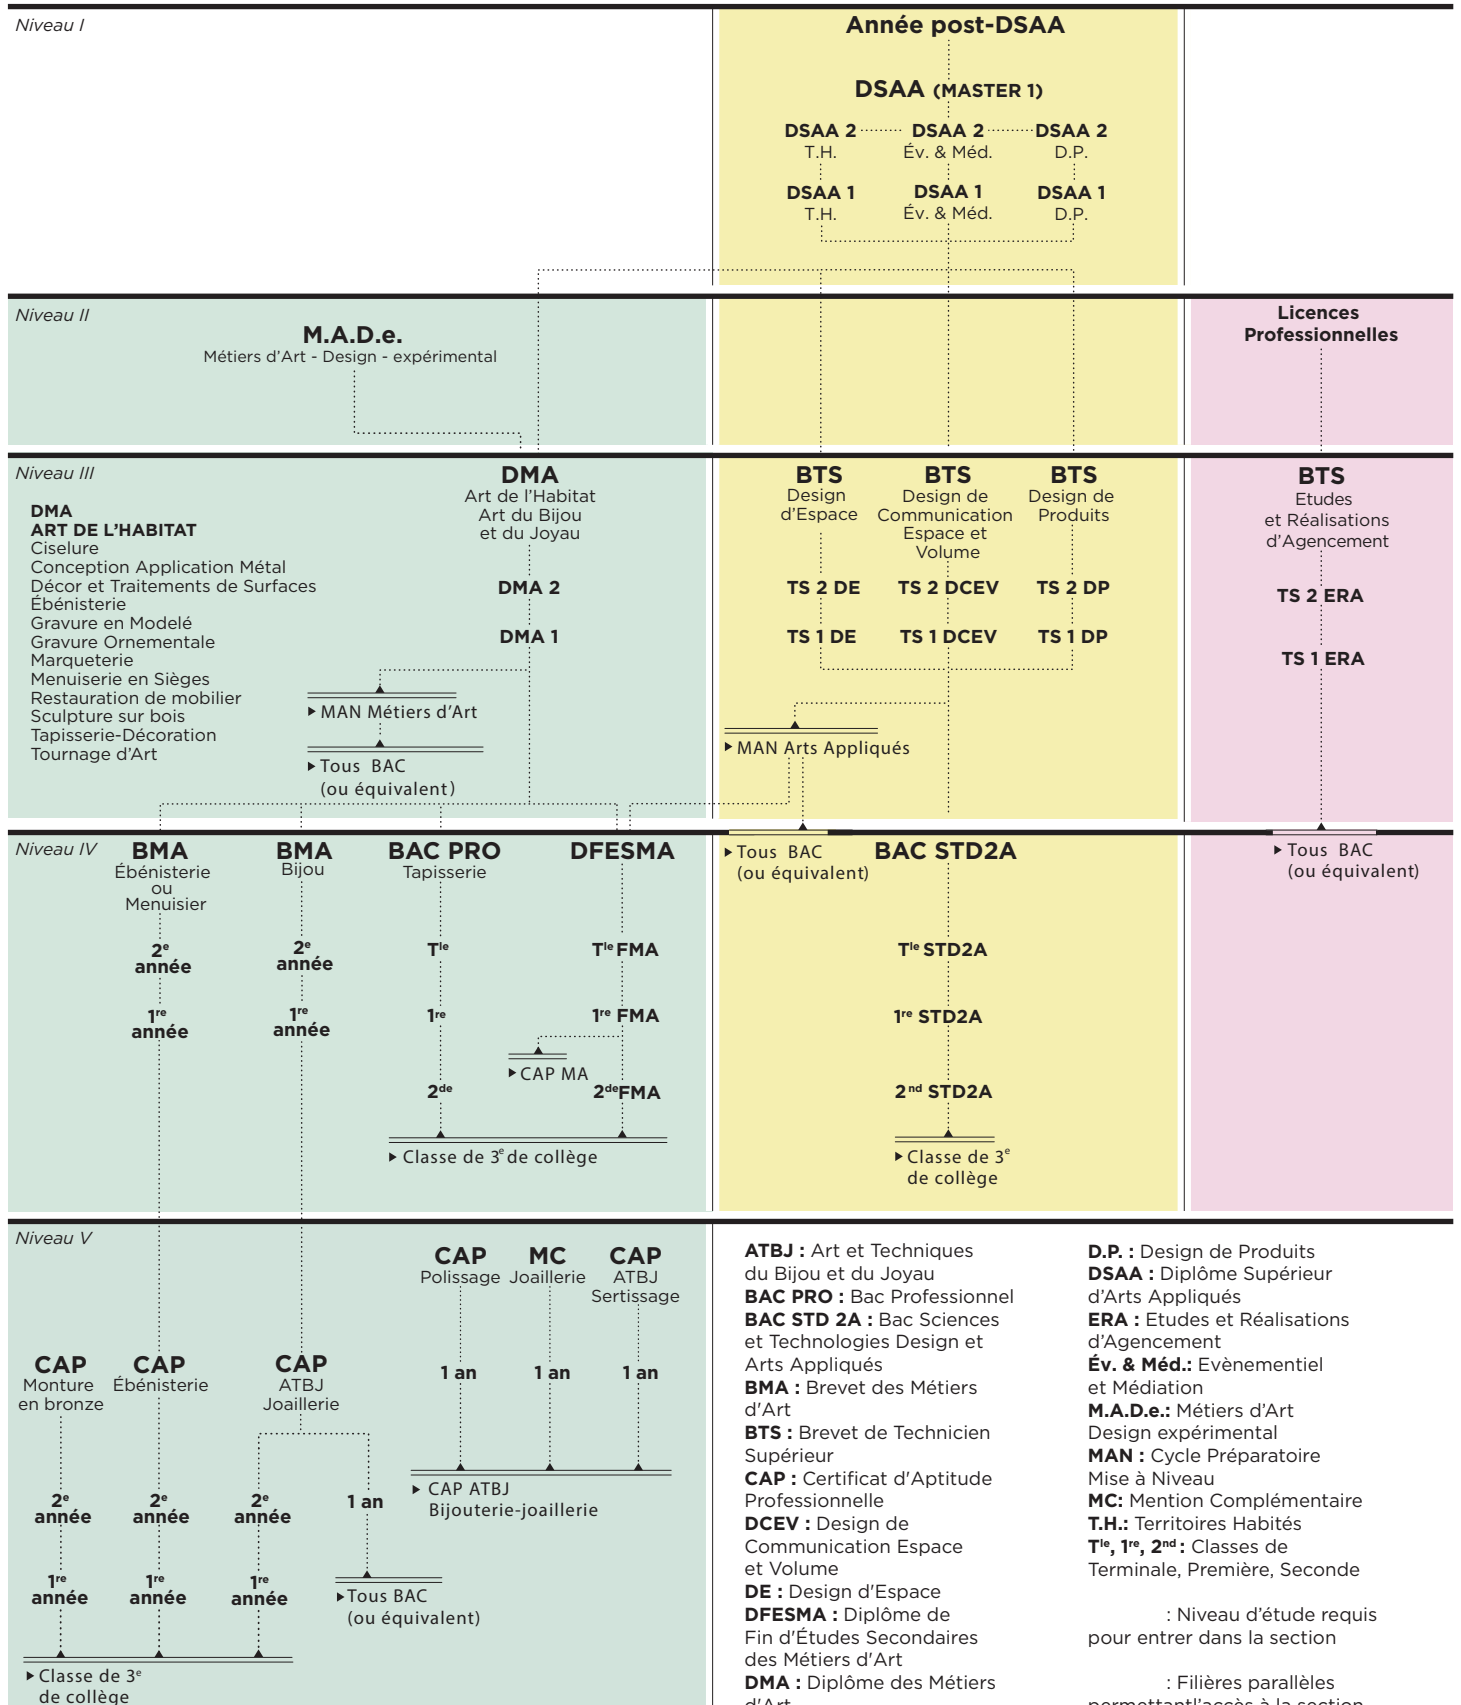 Niveau I
Année post-DSAA
DSAA (MASTER 1)
DSAA 2 DSAA 2 DSAA 2
T.H. Év. & Méd. D.P.
DSAA 1 DSAA 1 DSAA 1
T.H. Év. & Méd. D.P.
Niveau II
M.A.D.e.
Métiers d'Art - Design - expérimental
Licences
Professionnelles
Niveau III
DMA
ART DE L'HABITAT
Ciselure
Conception Application Métal
Décor et Traitements de Surfaces
Ébénisterie
Gravure en Modelé
Gravure Ornementale
Marqueterie
Menuiserie en Sièges
Restauration de mobilier
Sculpture sur bois
Tapisserie-Décoration
Tournage d'Art
DMA
Art de l'Habitat
Art du Bijou
et du Joyau
DMA 2
DMA 1
▸ MAN Métiers d'Art
▸ Tous BAC
(ou équivalent)
BTS
Design
d'Espace
TS 2 DE
TS 1 DE
BTS
Design de
Communication
Espace et
Volume
TS 2 DCEV
TS 1 DCEV
BTS
Design de
Produits
TS 2 DP
TS 1 DP
▸ MAN Arts Appliqués
BTS
Etudes
et Réalisations
d'Agencement
TS 2 ERA
TS 1 ERA
Niveau IV
BMA
Ébénisterie
ou
Menuisier
2e
année
1re
année
BMA
Bijou
2e
année
1re
année
BAC PRO
Tapisserie
Tle
1re
2de
DFESMA
Tle FMA
1re FMA
▸ CAP MA
2deFMA
▸ Classe de 3e de collège
▸ Tous BAC
(ou équivalent)
BAC STD2A
Tle STD2A
1re STD2A
2nd STD2A
▸ Classe de 3e
de collège
▸ Tous BAC
(ou équivalent)
Niveau V
CAP
Monture
en bronze
2e
année
1re
année
CAP
Ébénisterie
2e
année
1re
année
CAP
ATBJ
Joaillerie
2e
année
1re
année
▸ Classe de 3e
de collège
1 an
▸ Tous BAC
(ou équivalent)
CAP
Polissage
1 an
MC
Joaillerie
1 an
CAP
ATBJ
Sertissage
1 an
▸ CAP ATBJ
Bijouterie-joaillerie
ATBJ : Art et Techniques
du Bijou et du Joyau
BAC PRO : Bac Professionnel
BAC STD 2A : Bac Sciences
et Technologies Design et
Arts Appliqués
BMA : Brevet des Métiers
d'Art
BTS : Brevet de Technicien
Supérieur
CAP : Certificat d'Aptitude
Professionnelle
DCEV : Design de
Communication Espace
et Volume
DE : Design d'Espace
DFESMA : Diplôme de
Fin d'Études Secondaires
des Métiers d'Art
DMA : Diplôme des Métiers
d'Art
D.P. : Design de Produits
DSAA : Diplôme Supérieur
d'Arts Appliqués
ERA : Etudes et Réalisations
d'Agencement
Év. & Méd.: Evènementiel
et Médiation
M.A.D.e.: Métiers d'Art
Design expérimental
MAN : Cycle Préparatoire
Mise à Niveau
MC: Mention Complémentaire
T.H.: Territoires Habités
Tle, 1re, 2nd : Classes de
Terminale, Première, Seconde
: Niveau d'étude requis
pour entrer dans la section
: Filières parallèles
permettantl'accès à la section